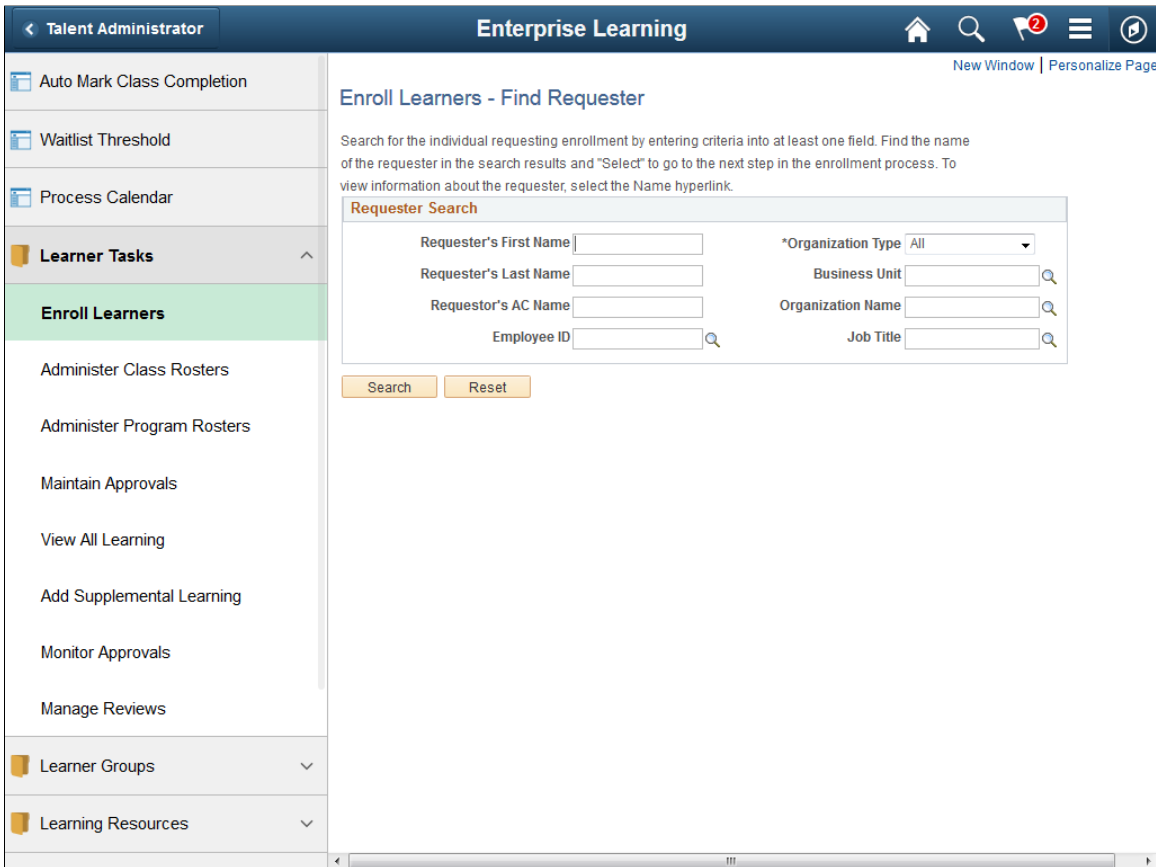 Talent Administrator
Enterprise Learning
2
New Window | Personalize Page
Auto Mark Class Completion
Waitlist Threshold
Process Calendar
Learner Tasks
Enroll Learners
Administer Class Rosters
Administer Program Rosters
Maintain Approvals
View All Learning
Add Supplemental Learning
Monitor Approvals
Manage Reviews
Learner Groups
Learning Resources
Enroll Learners - Find Requester
Search for the individual requesting enrollment by entering criteria into at least one field. Find the name
of the requester in the search results and "Select" to go to the next step in the enrollment process. To
view information about the requester, select the Name hyperlink.
Requester Search
Requester's First Name
*Organization Type All
Requester's Last Name
Business Unit
Requestor's AC Name
Organization Name
Employee ID
Job Title
Search
Reset